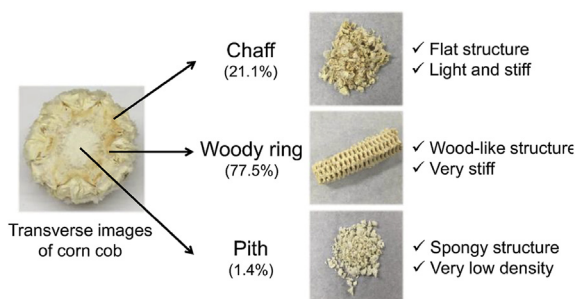 Chaff
(21.1%)
✓ Flat structure
✓ Light and stiff
Woody ring
(77.5%)
✓ Wood-like structure
✓ Very stiff
Transverse images
of corn cob
Pith
(1.4%)
✓ Spongy structure
✓ Very low density